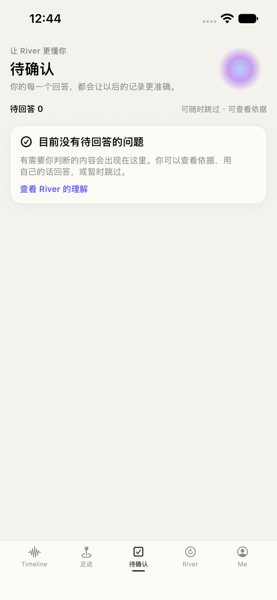 12:44
让 River 更懂你
待确认
你的每一个回答，都会让以后的记录更准确。
待回答 0
可随时跳过 · 可查看依据
目前没有待回答的问题
有需要你判断的内容会出现在这里。你可以查看依据、用
自己的话回答，或暂时跳过。
查看 River 的理解
Timeline
足迹
待确认
River
Me